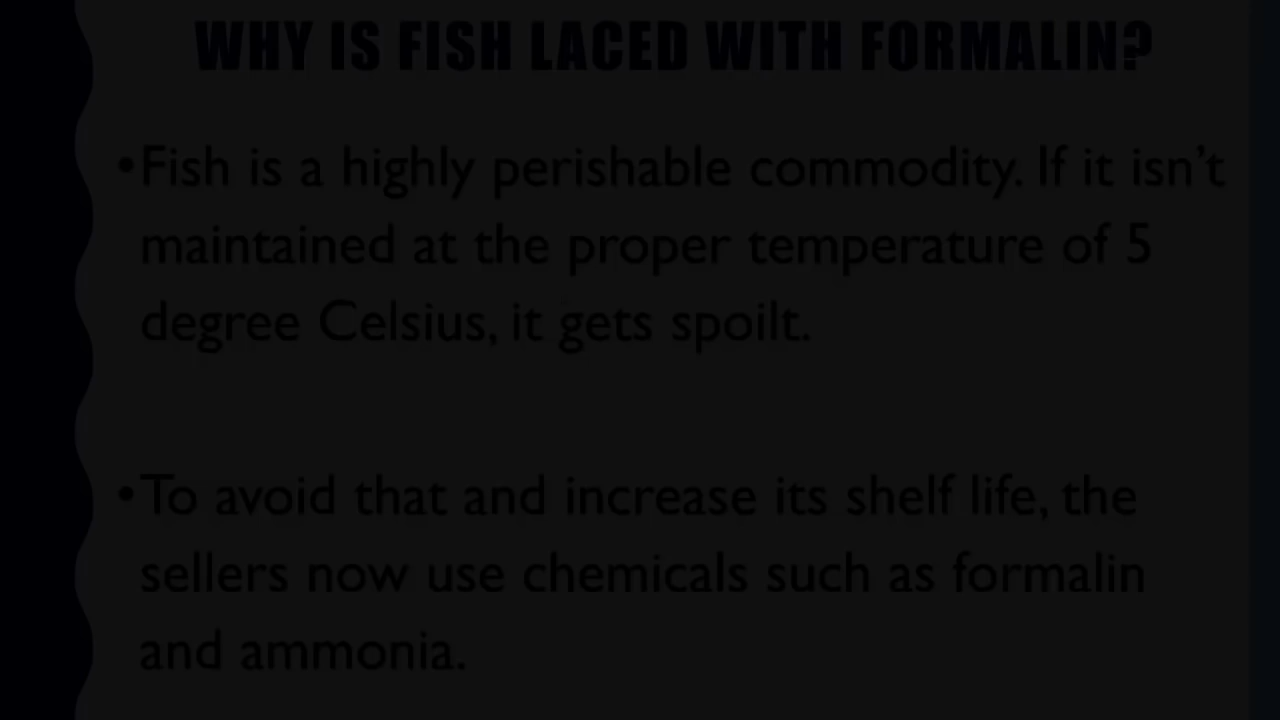 WHY IS FISH LACED WITH FORMALIN?
•Fish is a highly perishable commodity. If it isn’t
maintained at the proper temperature of 5
degree Celsius, it gets spoilt.
•To avoid that and increase its shelf life, the
sellers now use chemicals such as formalin
and ammonia.